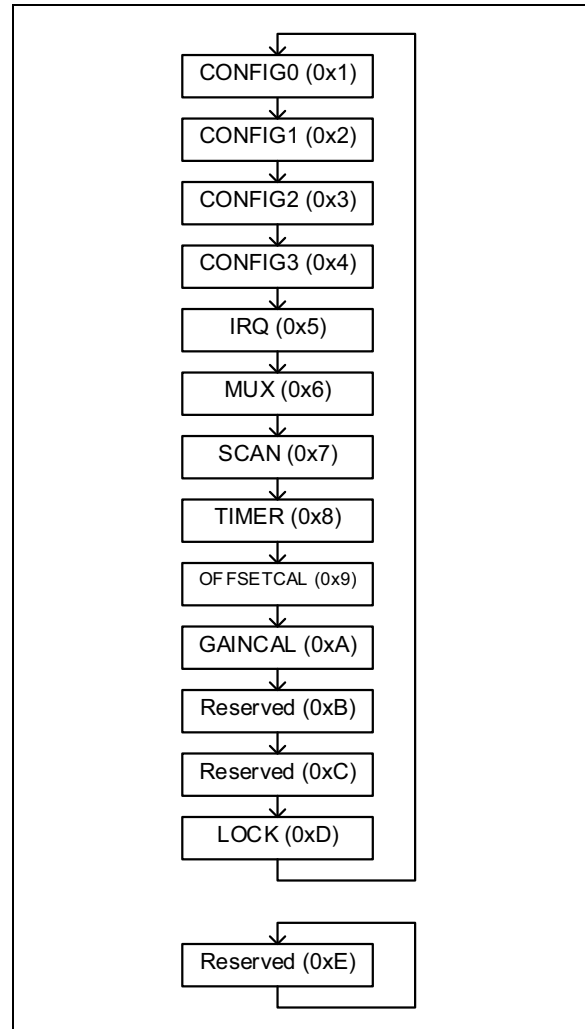 CONFIG0 (0x1)
CONFIG1 (0x2)
CONFIG2 (0x3)
CONFIG3 (0x4)
IRQ (0x5)
MUX (0x6)
SCAN (0x7)
TIMER (0x8)
OFFSETCAL (0x9)
GAINCAL (0xA)
Reserved (0xB)
Reserved (0xC)
LOCK (0xD)
Reserved (0xE)